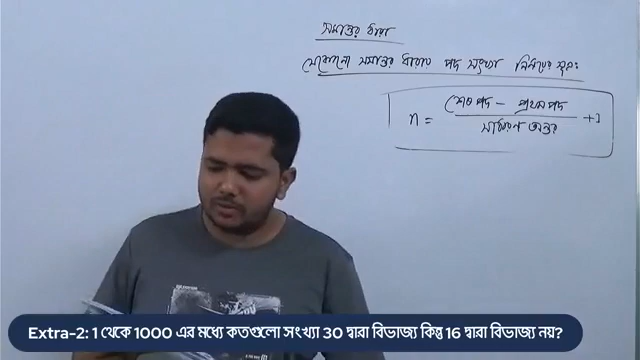 সমান্তর ধারা
যেকোনো সমান্তর ধারার পদ সংখ্যা নির্ণয়ের সূত্র:
n = শেষ পদ - প্রথম পদ / সাধারণ অন্তর +1
Extra-2: 1 থেকে 1000 এর মধ্যে কতগুলো সংখ্যা 30 দ্বারা বিভাজ্য কিন্তু 16 দ্বারা বিভাজ্য নয়?